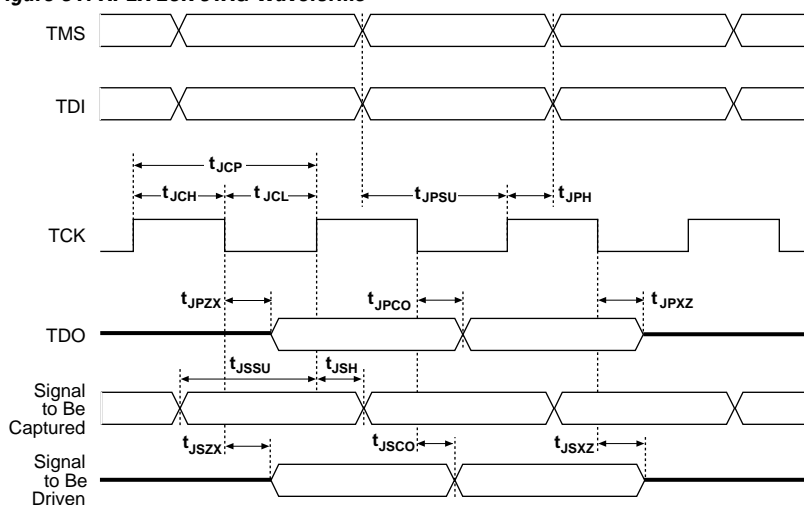 TMS
TDI
tJCP
tJCH
tJCL
tJPSU
tJPH
TCK
tJPZX
tJPCO
tJPXZ
TDO
tJSSU
tJSH
Signal
to Be
Captured
tJSZX
tJSCO
tJSXZ
Signal
to Be
Driven